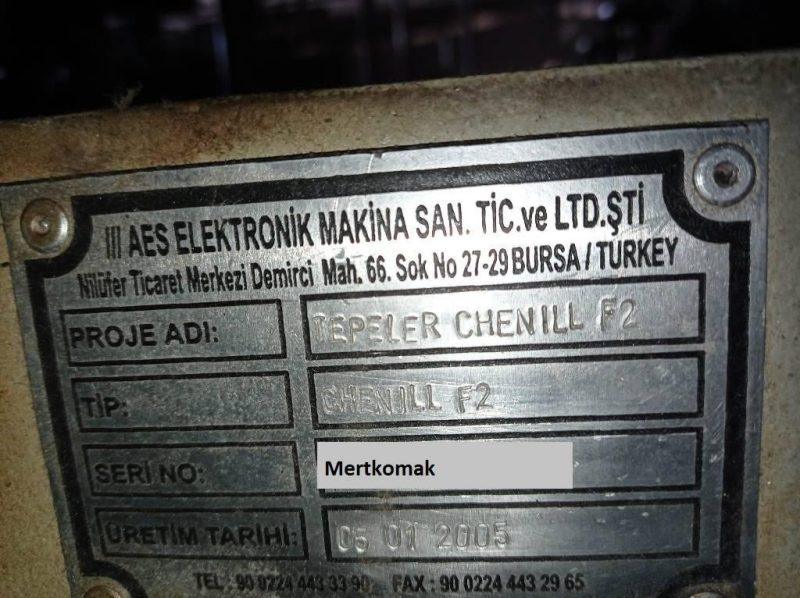 AES ELEKTRONİK MAKİNA SAN. TİC.ve LTD.ŞTİ
Nilüfer Ticaret Merkezi Demirci Mah. 66. Sok No 27-29 BURSA / TURKEY
PROJE ADI: TEPELER CHENILL F2
TİP: CHENILL F2
SERİ NO: Mertkomak
ÜRETİM TARİHİ: 05 01 2005
TEL : 90 0224 443 33 90 FAX : 90 0224 443 29 65